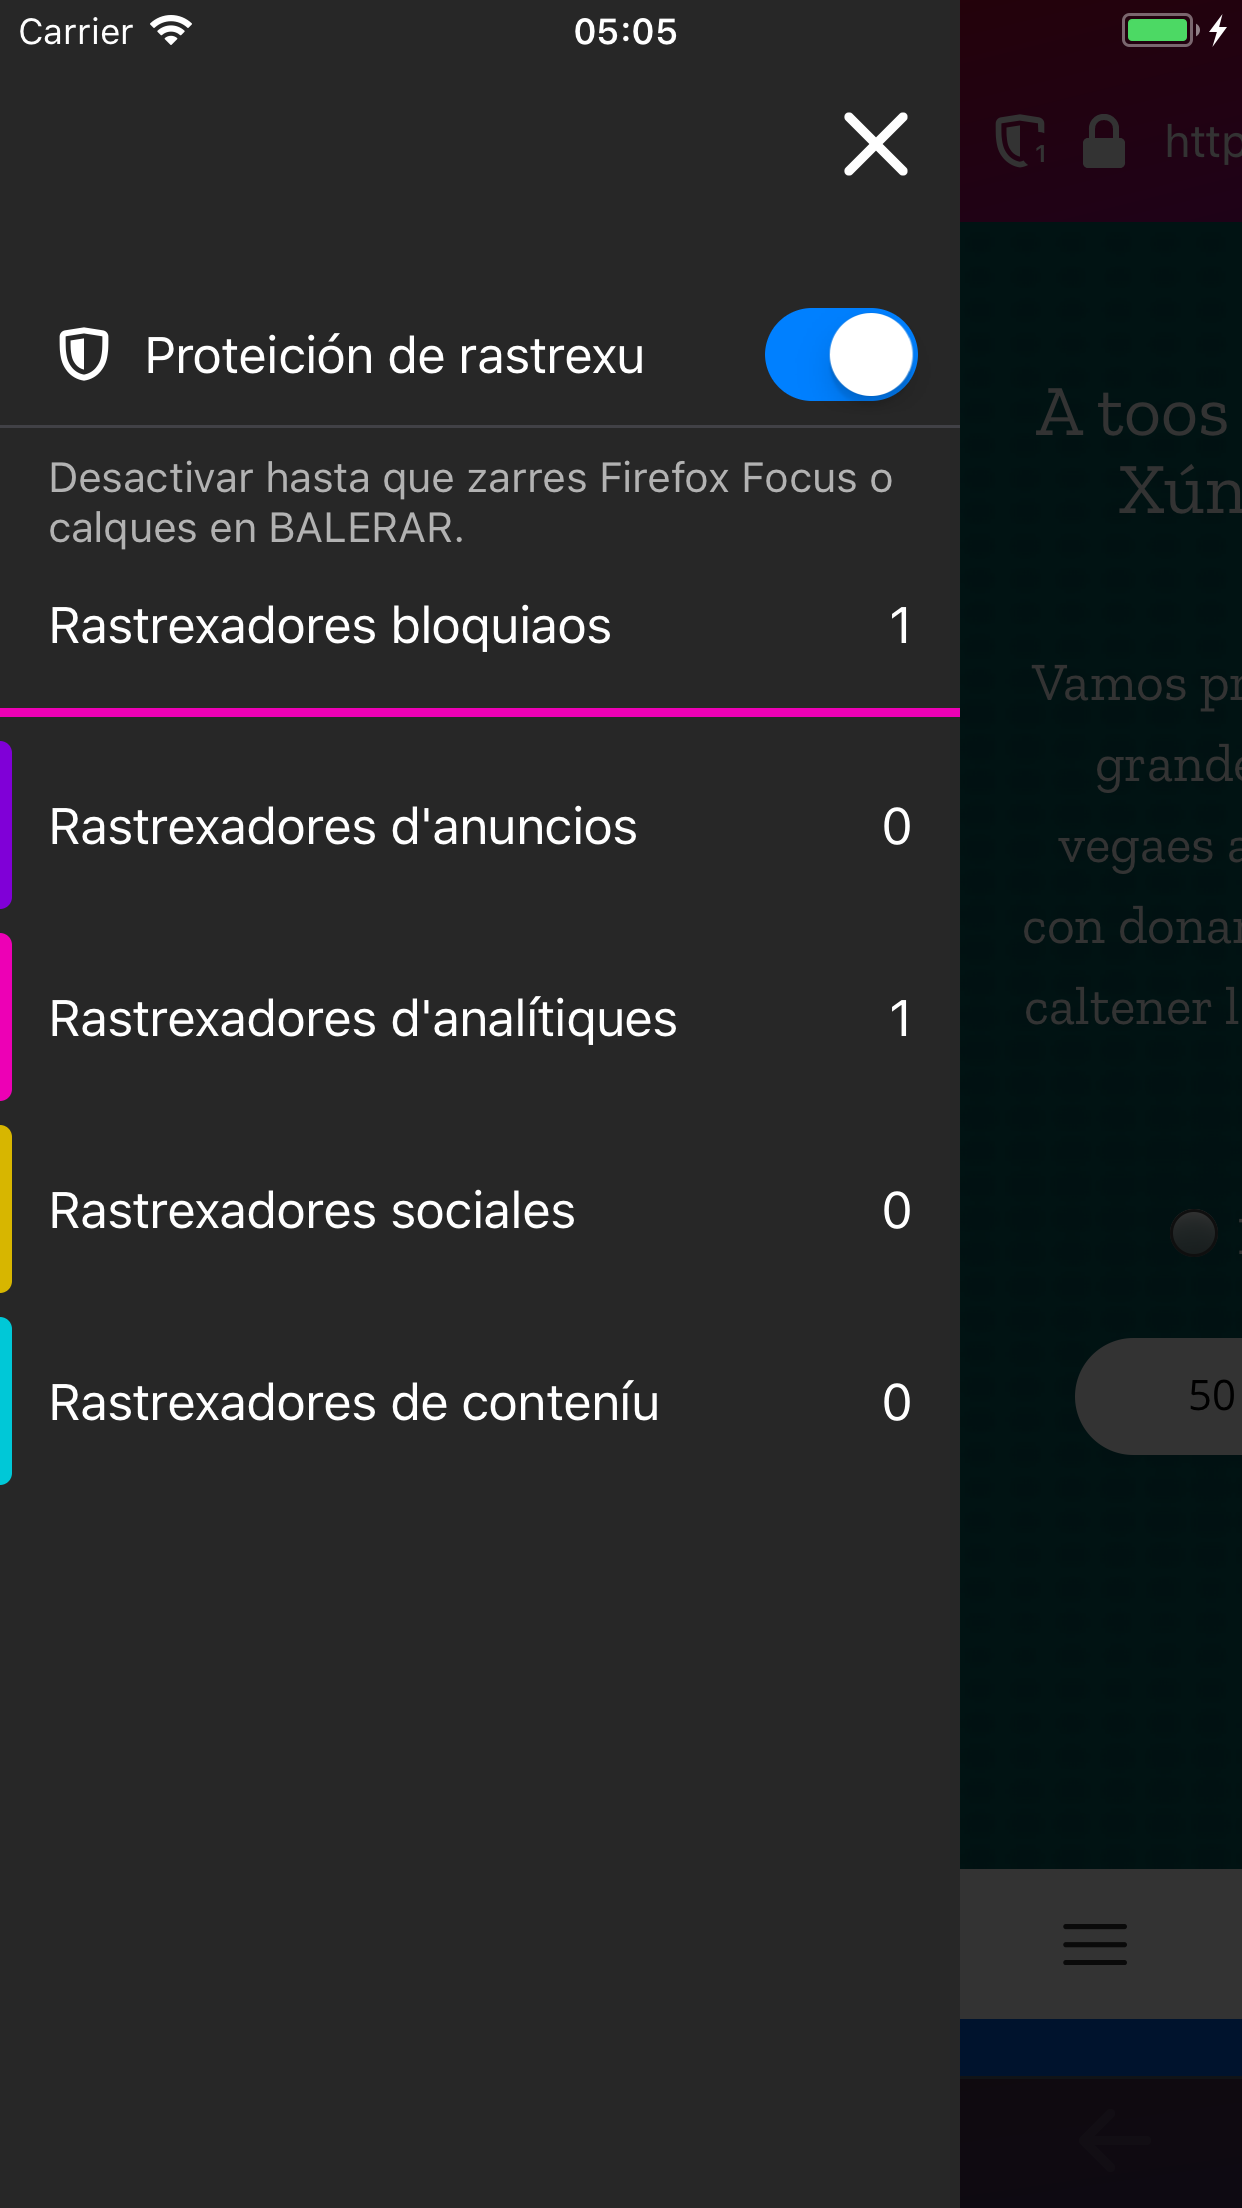 Carrier
05:05
1
http
Proteición de rastrexu
Desactivar hasta que zarres Firefox Focus o
calques en BALERAR.
Rastrexadores bloquiaos 1
Rastrexadores d'anuncios 0
Rastrexadores d'analítiques 1
Rastrexadores sociales 0
Rastrexadores de conteníu 0
A toos
Xún
Vamos pr
grande
vegaes a
con donar
caltener l
50